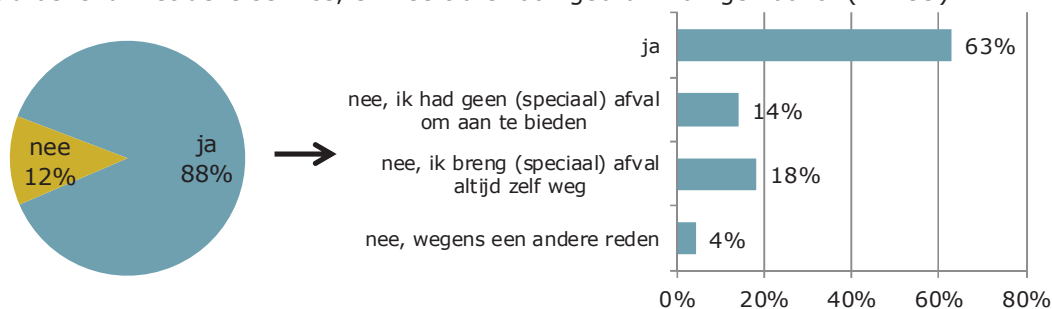 ja
63%
nee, ik had geen (speciaal) afval
om aan te bieden
14%
nee
12%
ja
88%
nee, ik breng (speciaal) afval
altijd zelf weg
18%
nee, wegens een andere reden
4%
0% 20% 40% 60% 80%